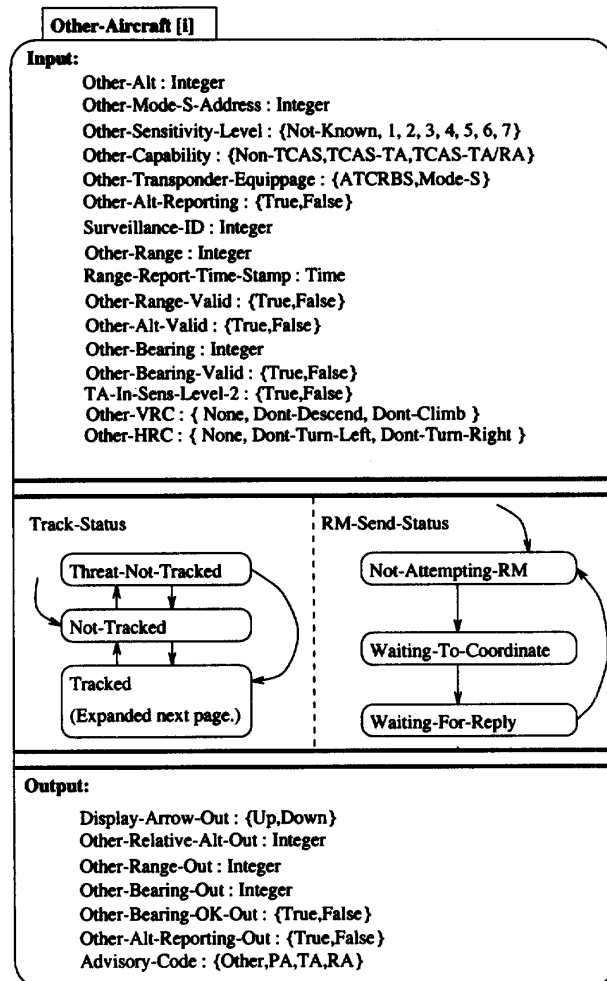 Other-Aircraft [i]
Input:
Other-Alt : Integer
Other-Mode-S-Address : Integer
Other-Sensitivity-Level : {Not-Known, 1, 2, 3, 4, 5, 6, 7}
Other-Capability : {Non-TCAS,TCAS-TA,TCAS-TA/RA}
Other-Transponder-Equippage : {ATCRBS,Mode-S}
Other-Alt-Reporting : {True,False}
Surveillance-ID : Integer
Other-Range : Integer
Range-Report-Time-Stamp : Time
Other-Range-Valid : {True,False}
Other-Alt-Valid : {True,False}
Other-Bearing : Integer
Other-Bearing-Valid : {True,False}
TA-In-Sens-Level-2 : {True,False}
Other-VRC : { None, Dont-Descend, Dont-Climb }
Other-HRC : { None, Dont-Turn-Left, Dont-Turn-Right }
Track-Status
Threat-Not-Tracked
Not-Tracked
Tracked
(Expanded next page.)
RM-Send-Status
Not-Attempting-RM
Waiting-To-Coordinate
Waiting-For-Reply
Output:
Display-Arrow-Out : {Up,Down}
Other-Relative-Alt-Out : Integer
Other-Range-Out : Integer
Other-Bearing-Out : Integer
Other-Bearing-OK-Out : {True,False}
Other-Alt-Reporting-Out : {True,False}
Advisory-Code : {Other,PA,TA,RA}